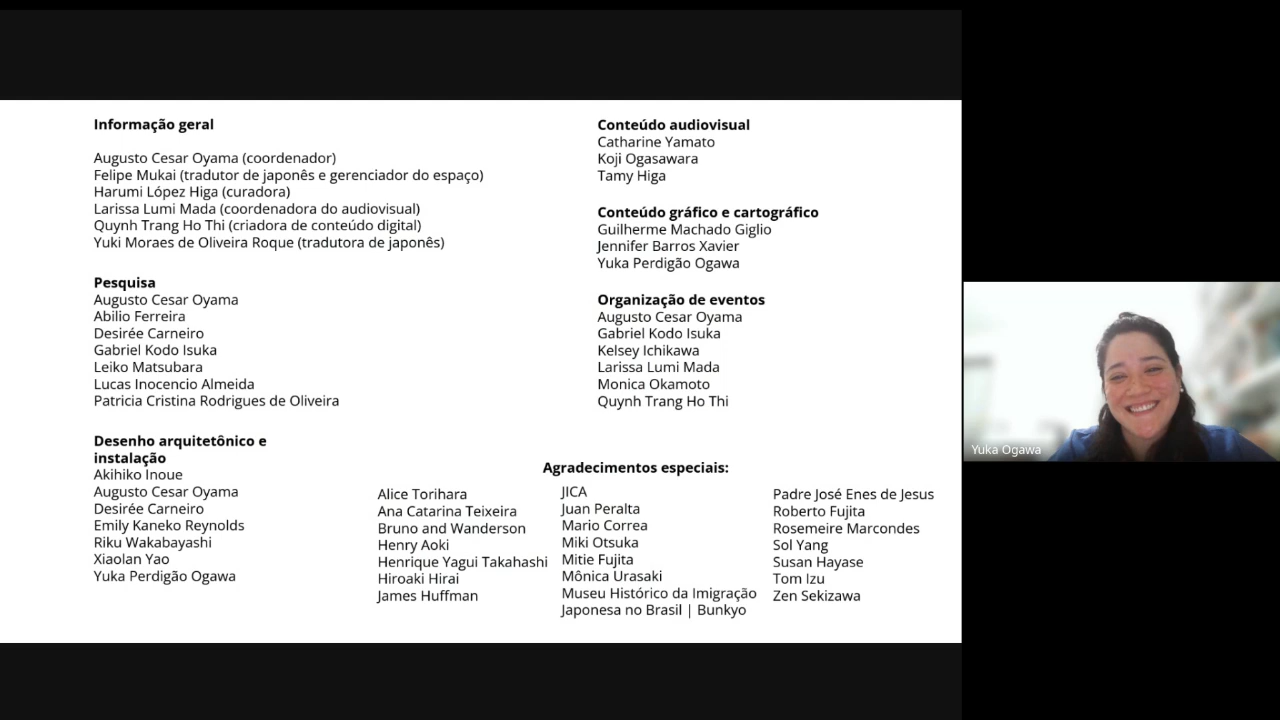 Informação geral
Augusto Cesar Oyama (coordenador)
Felipe Mukai (tradutor de japonês e gerenciador do espaço)
Harumi López Higa (curadora)
Larissa Lumi Mada (coordenadora do audiovisual)
Quynh Trang Ho Thi (criadora de conteúdo digital)
Yuki Moraes de Oliveira Roque (tradutora de japonês)
Pesquisa
Augusto Cesar Oyama
Abilio Ferreira
Desirée Carneiro
Gabriel Kodo Isuka
Leiko Matsubara
Lucas Inocencio Almeida
Patricia Cristina Rodrigues de Oliveira
Desenho arquitetônico e
instalação
Akihiko Inoue
Augusto Cesar Oyama
Desirée Carneiro
Emily Kaneko Reynolds
Riku Wakabayashi
Xiaolan Yao
Yuka Perdigão Ogawa
Conteúdo audiovisual
Catharine Yamato
Koji Ogasawara
Tamy Higa
Conteúdo gráfico e cartográfico
Guilherme Machado Giglio
Jennifer Barros Xavier
Yuka Perdigão Ogawa
Organização de eventos
Augusto Cesar Oyama
Gabriel Kodo Isuka
Kelsey Ichikawa
Larissa Lumi Mada
Monica Okamoto
Quynh Trang Ho Thi
Agradecimentos especiais:
Alice Torihara
Ana Catarina Teixeira
Bruno and Wanderson
Henry Aoki
Henrique Yagui Takahashi
Hiroaki Hirai
James Huffman
JICA
Juan Peralta
Mario Correa
Miki Otsuka
Mitie Fujita
Mônica Urasaki
Museu Histórico da Imigração
Japonesa no Brasil | Bunkyo
Padre José Enes de Jesus
Roberto Fujita
Rosemeire Marcondes
Sol Yang
Susan Hayase
Tom Izu
Zen Sekizawa
Yuka Ogawa